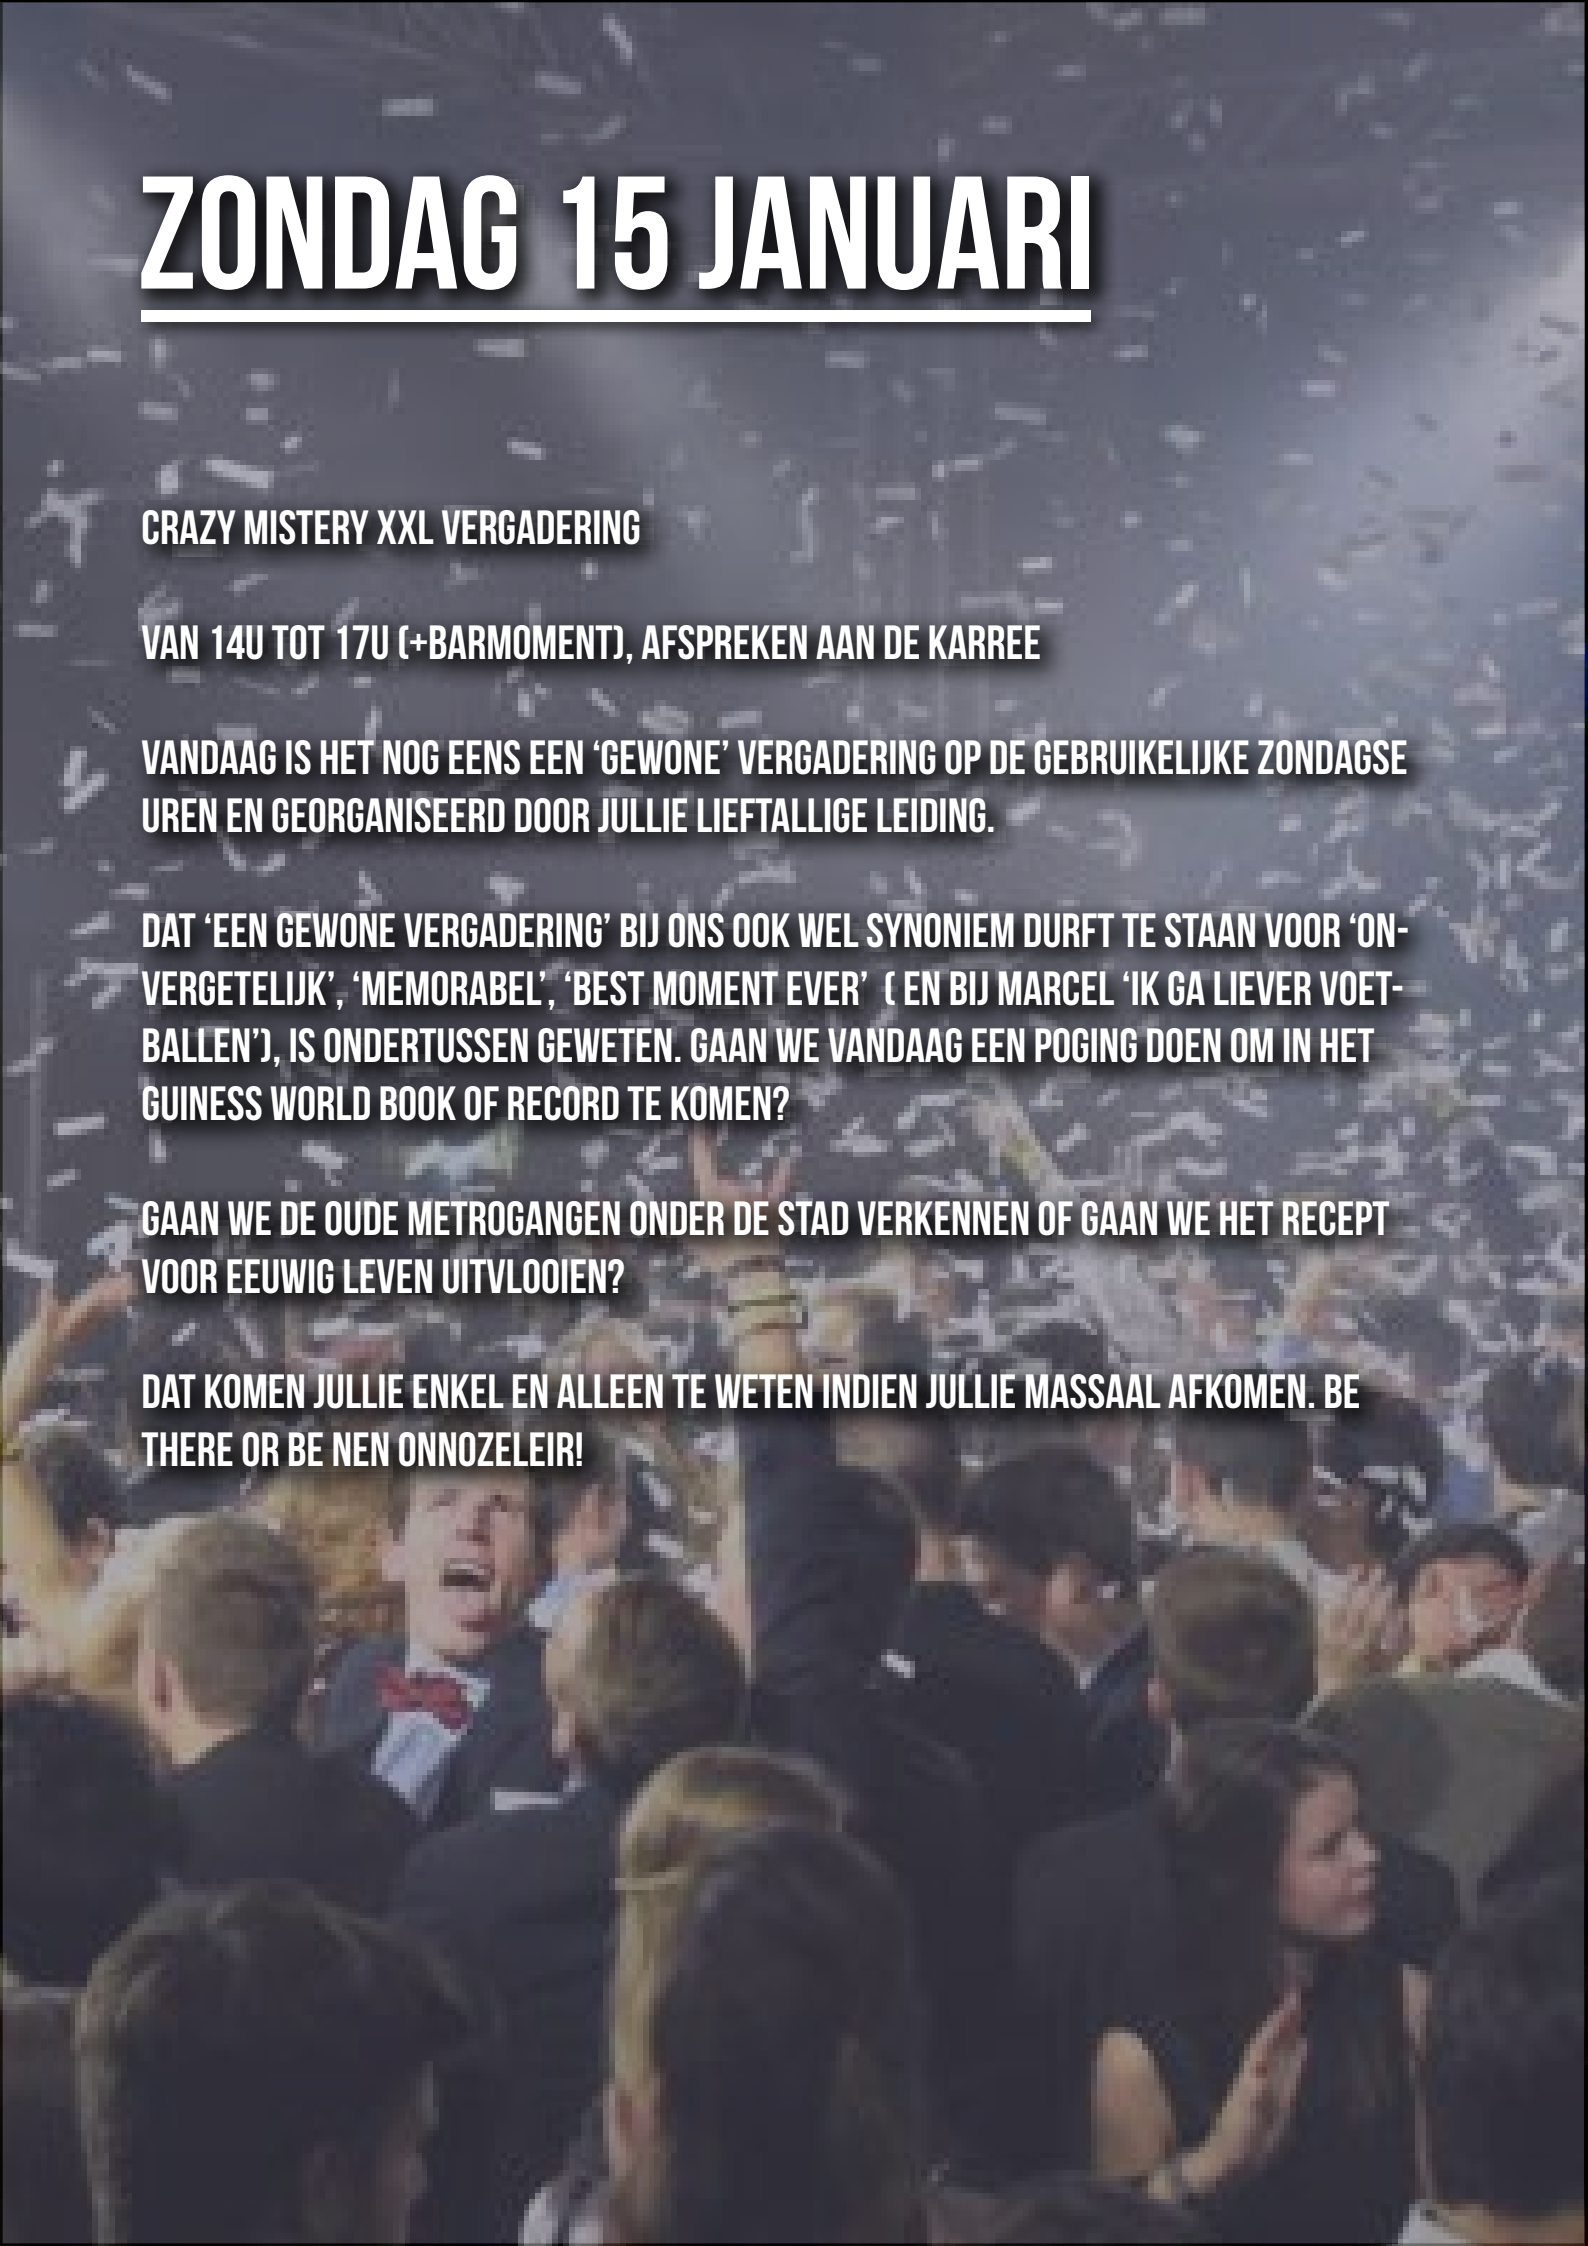 ZONDAG 15 JANUARI
CRAZY MISTERY XXL VERGADERING
VAN 14U TOT 17U (+BARMOMENT), AFSPREKEN AAN DE KARREE
VANDAAG IS HET NOG EENS EEN ‘GEWONE’ VERGADERING OP DE GEBRUIKELIJKE ZONDAGSE
UREN EN GEORGANISEERD DOOR JULLIE LIEFTALLIGE LEIDING.
DAT ‘EEN GEWONE VERGADERING’ BIJ ONS OOK WEL SYNONIEM DURFT TE STAAN VOOR ‘ON-
VERGETELIJK’, ‘MEMORABEL’, ‘BEST MOMENT EVER’ ( EN BIJ MARCEL ‘IK GA LIEVER VOET-
BALLEN’), IS ONDERTUSSEN GEWETEN. GAAN WE VANDAAG EEN POGING DOEN OM IN HET
GUINESS WORLD BOOK OF RECORD TE KOMEN?
GAAN WE DE OUDE METROGANGEN ONDER DE STAD VERKENNEN OF GAAN WE HET RECEPT
VOOR EEUWIG LEVEN UITVLOOIEN?
DAT KOMEN JULLIE ENKEL EN ALLEEN TE WETEN INDIEN JULLIE MASSAAL AFKOMEN. BE
THERE OR BE NEN ONNOZELEIR!